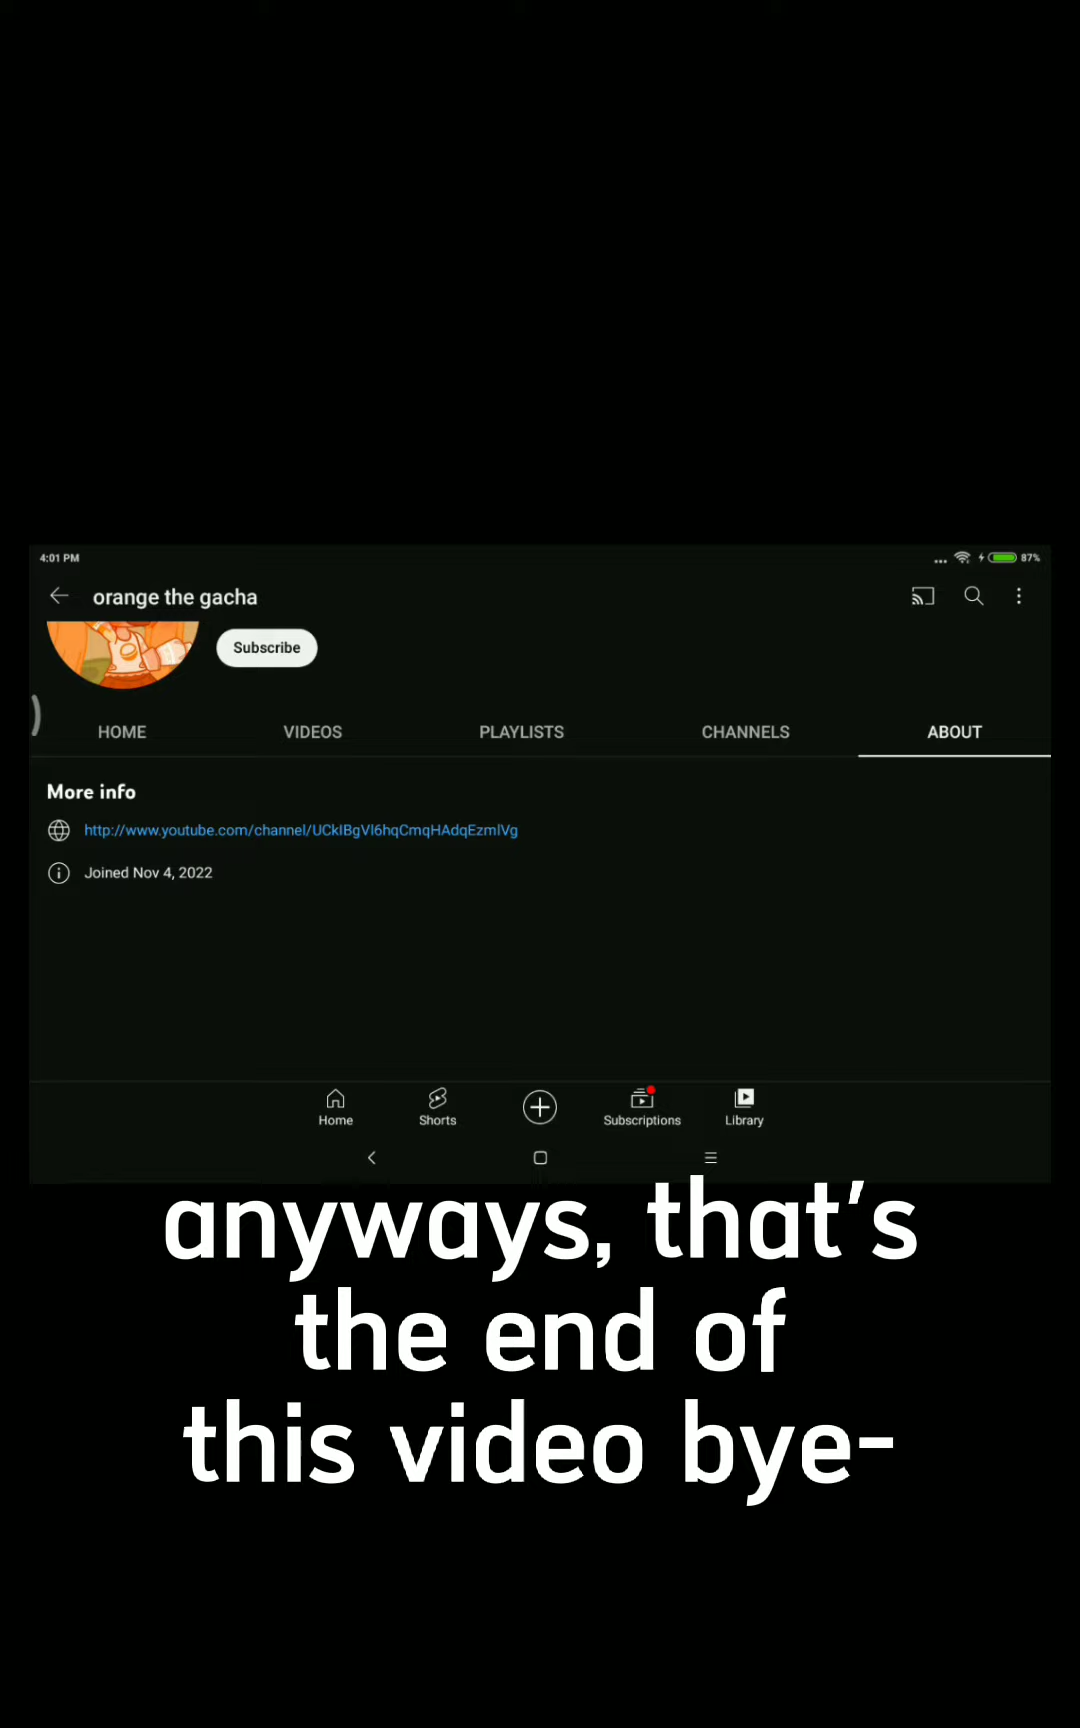 4:01 PM
87%
orange the gacha
Subscribe
HOME VIDEOS PLAYLISTS CHANNELS ABOUT
More info
http://www.youtube.com/channel/UCkIBgVI6hqCmqHAdqEzmlVg
Joined Nov 4, 2022
Home Shorts Subscriptions Library
anyways, that's
the end of
this video bye-